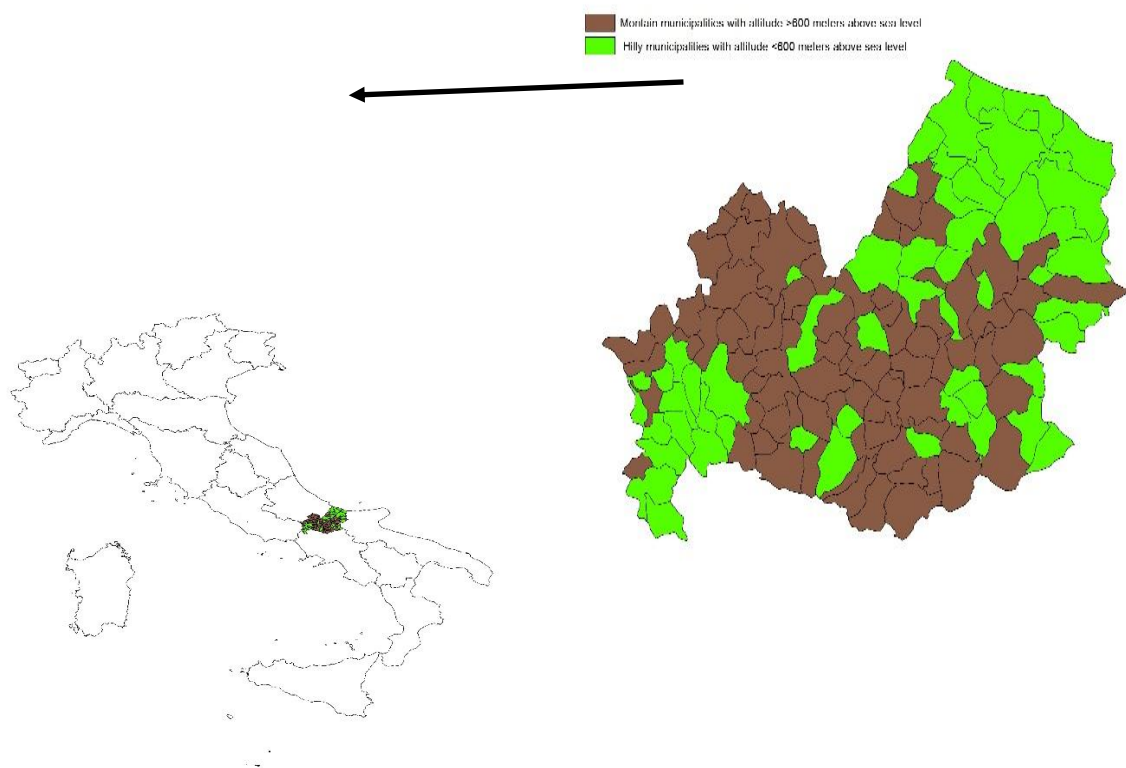 Montain municipalities with altitude >600 meters above sea level
Hilly municipalities with altitude <600 meters above sea level